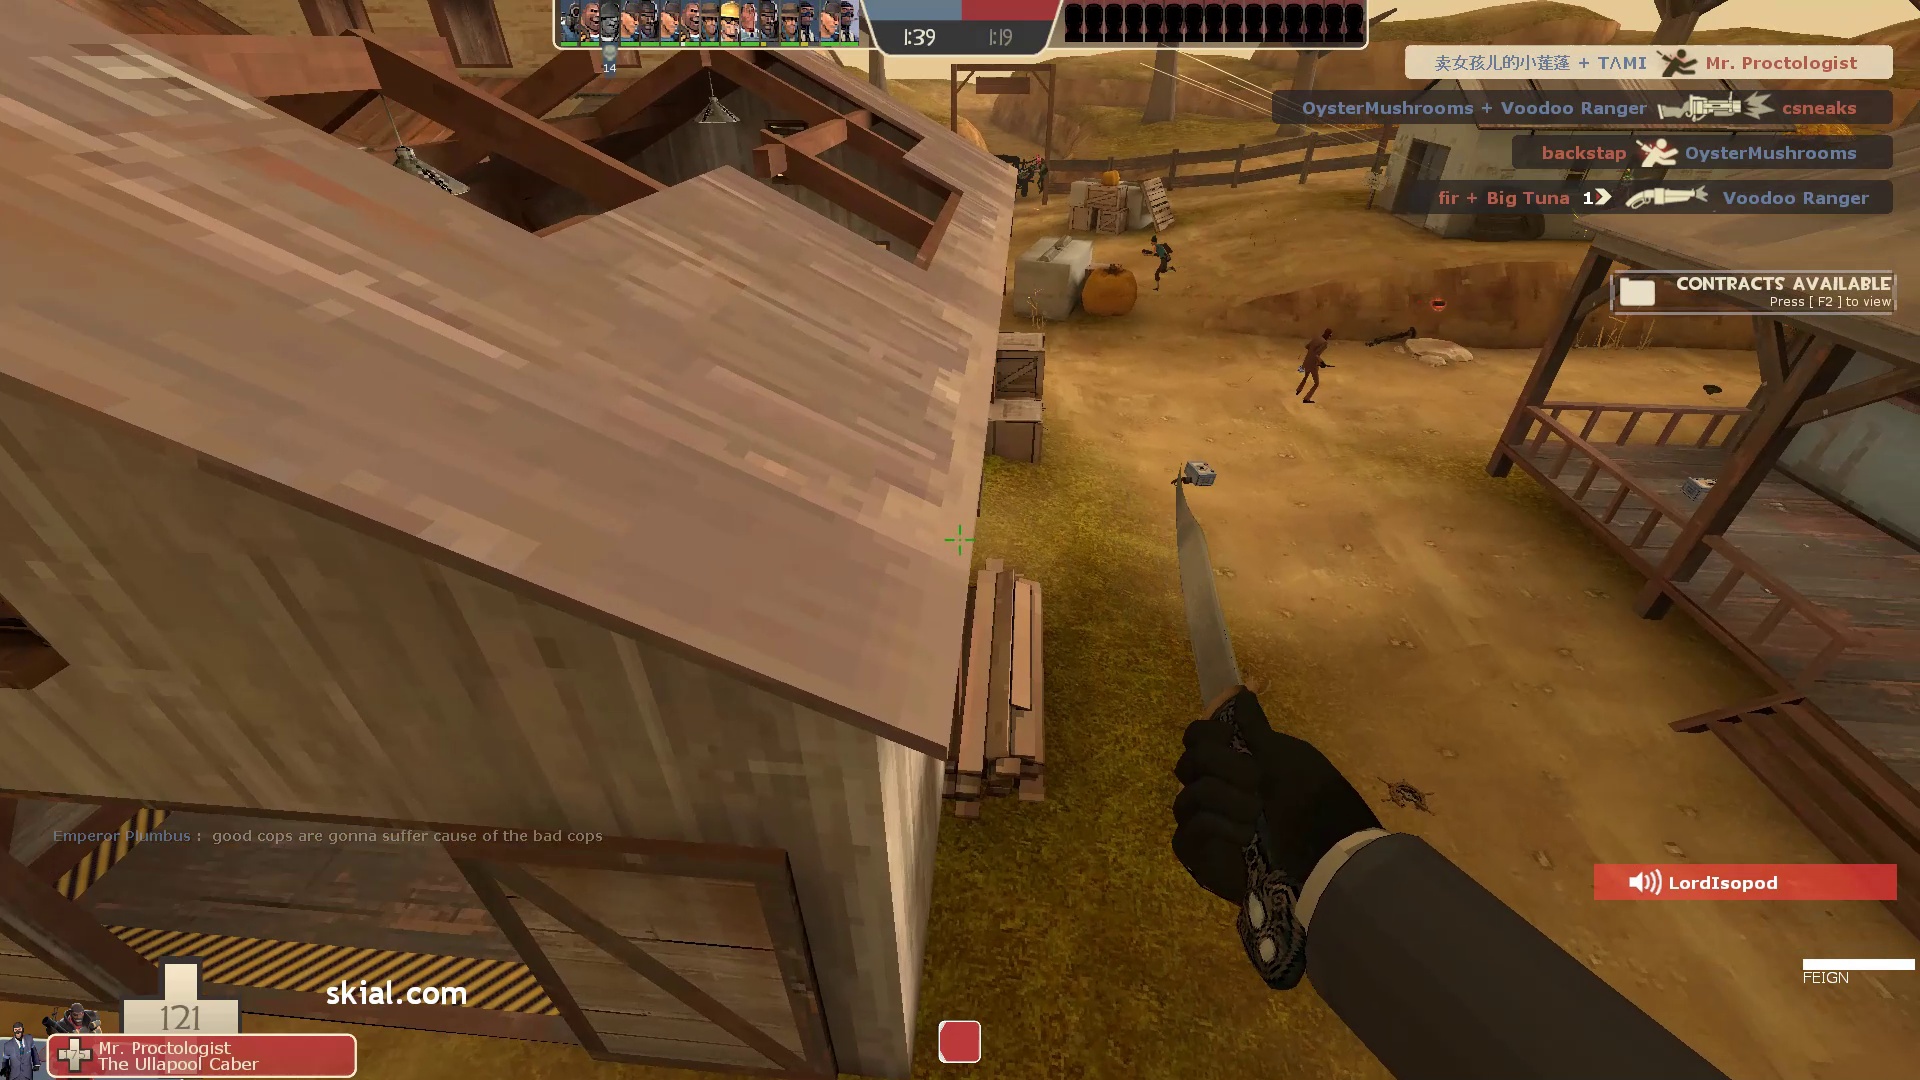 1:39
1:19
14
卖女孩儿的小莲蓬 + TΛMI Mr. Proctologist
OysterMushrooms + Voodoo Ranger csneaks
backstap OysterMushrooms
fir + Big Tuna 1 Voodoo Ranger
CONTRACTS AVAILABLE
Press [ F2 ] to view
Emperor Plumbus : good cops are gonna suffer cause of the bad cops
LordIsopod
FEIGN
skial.com
121
175
Mr. Proctologist
The Ullapool Caber